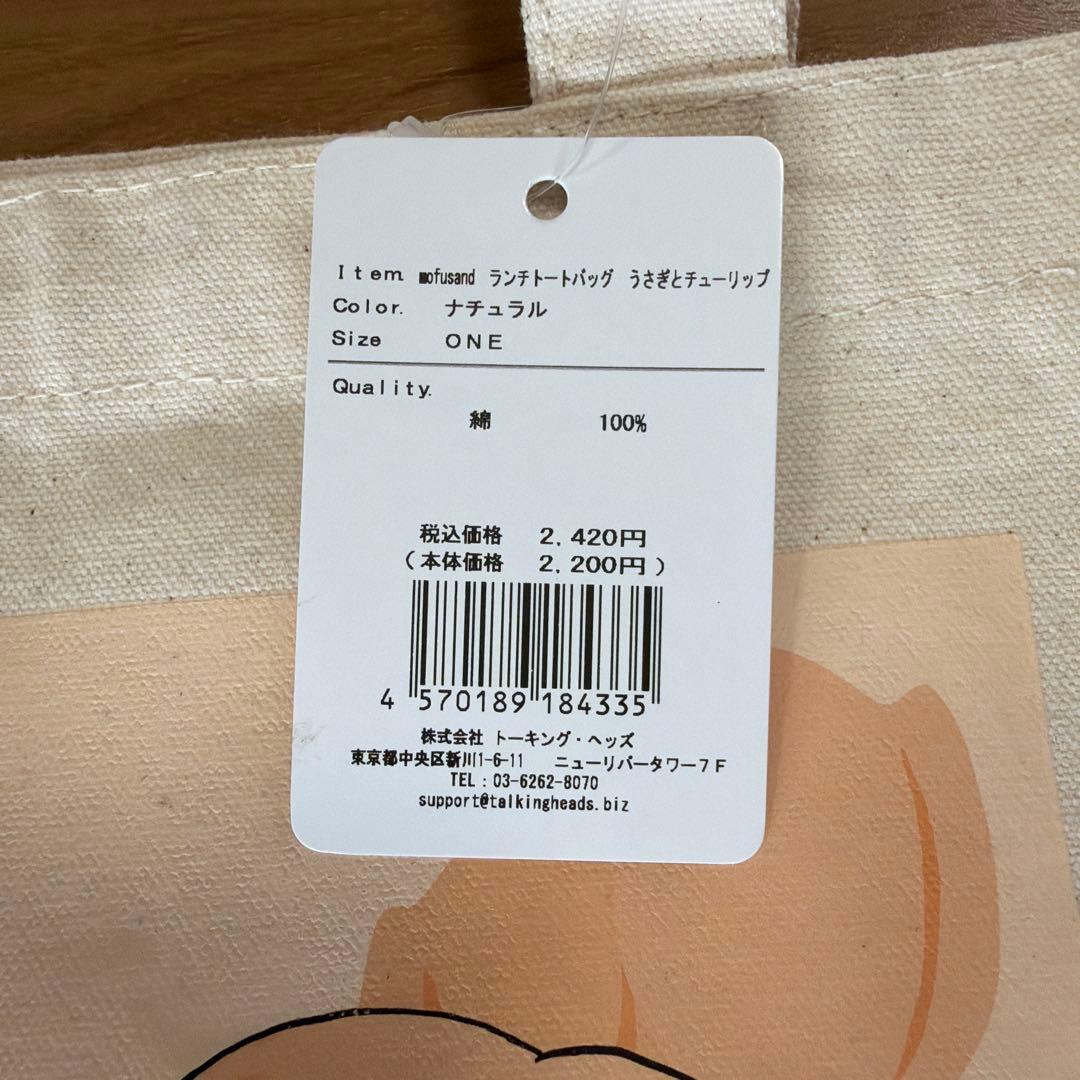 Item. mofusand ランチトートバッグ うさぎとチューリップ
Color. ナチュラル
Size ONE
Quality.
綿 100%
税込価格 2,420円
(本体価格 2,200円)
4 570189 184335
株式会社 トーキング・ヘッズ
東京都中央区新川1-6-11 ニューリバータワー7F
TEL:03-6262-8070
support@talkingheads.biz